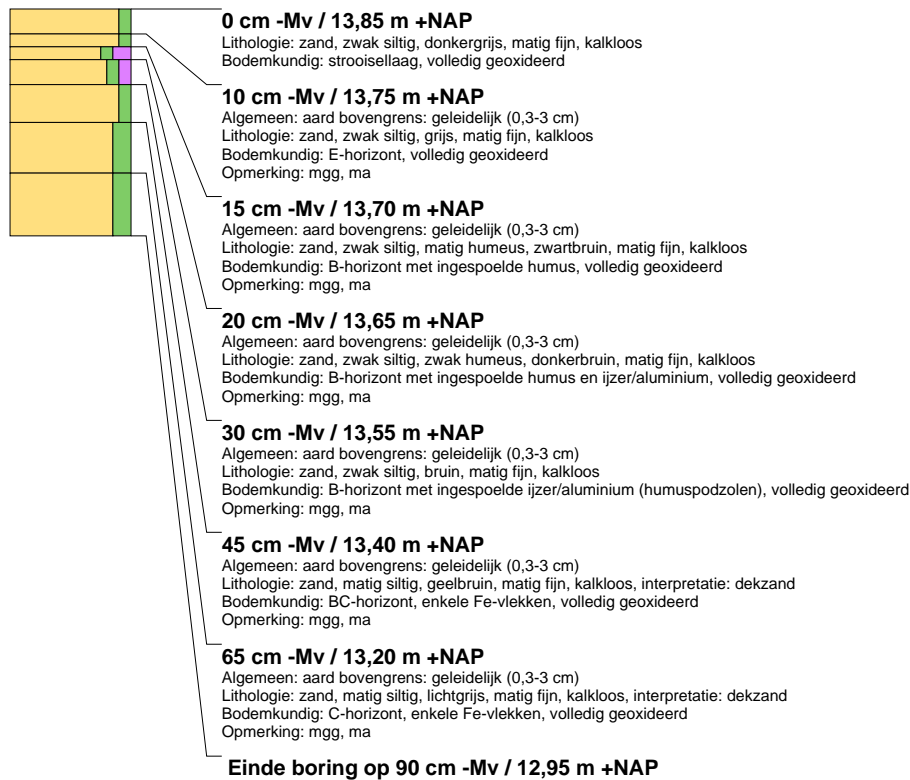 0 cm -Mv / 13,85 m +NAP
Lithologie: zand, zwak siltig, donkergrijs, matig fijn, kalkloos
Bodemkundig: strooisellaag, volledig geoxideerd
10 cm -Mv / 13,75 m +NAP
Algemeen: aard bovengrens: geleidelijk (0,3-3 cm)
Lithologie: zand, zwak siltig, grijs, matig fijn, kalkloos
Bodemkundig: E-horizont, volledig geoxideerd
Opmerking: mgg, ma
15 cm -Mv / 13,70 m +NAP
Algemeen: aard bovengrens: geleidelijk (0,3-3 cm)
Lithologie: zand, zwak siltig, matig humeus, zwartbruin, matig fijn, kalkloos
Bodemkundig: B-horizont met ingespoelde humus, volledig geoxideerd
Opmerking: mgg, ma
20 cm -Mv / 13,65 m +NAP
Algemeen: aard bovengrens: geleidelijk (0,3-3 cm)
Lithologie: zand, zwak siltig, zwak humeus, donkerbruin, matig fijn, kalkloos
Bodemkundig: B-horizont met ingespoelde humus en ijzer/aluminium, volledig geoxideerd
Opmerking: mgg, ma
30 cm -Mv / 13,55 m +NAP
Algemeen: aard bovengrens: geleidelijk (0,3-3 cm)
Lithologie: zand, zwak siltig, bruin, matig fijn, kalkloos
Bodemkundig: B-horizont met ingespoelde ijzer/aluminium (humuspodzolen), volledig geoxideerd
Opmerking: mgg, ma
45 cm -Mv / 13,40 m +NAP
Algemeen: aard bovengrens: geleidelijk (0,3-3 cm)
Lithologie: zand, matig siltig, geelbruin, matig fijn, kalkloos, interpretatie: dekzand
Bodemkundig: BC-horizont, enkele Fe-vlekken, volledig geoxideerd
Opmerking: mgg, ma
65 cm -Mv / 13,20 m +NAP
Algemeen: aard bovengrens: geleidelijk (0,3-3 cm)
Lithologie: zand, matig siltig, lichtgrijs, matig fijn, kalkloos, interpretatie: dekzand
Bodemkundig: C-horizont, enkele Fe-vlekken, volledig geoxideerd
Opmerking: mgg, ma
Einde boring op 90 cm -Mv / 12,95 m +NAP